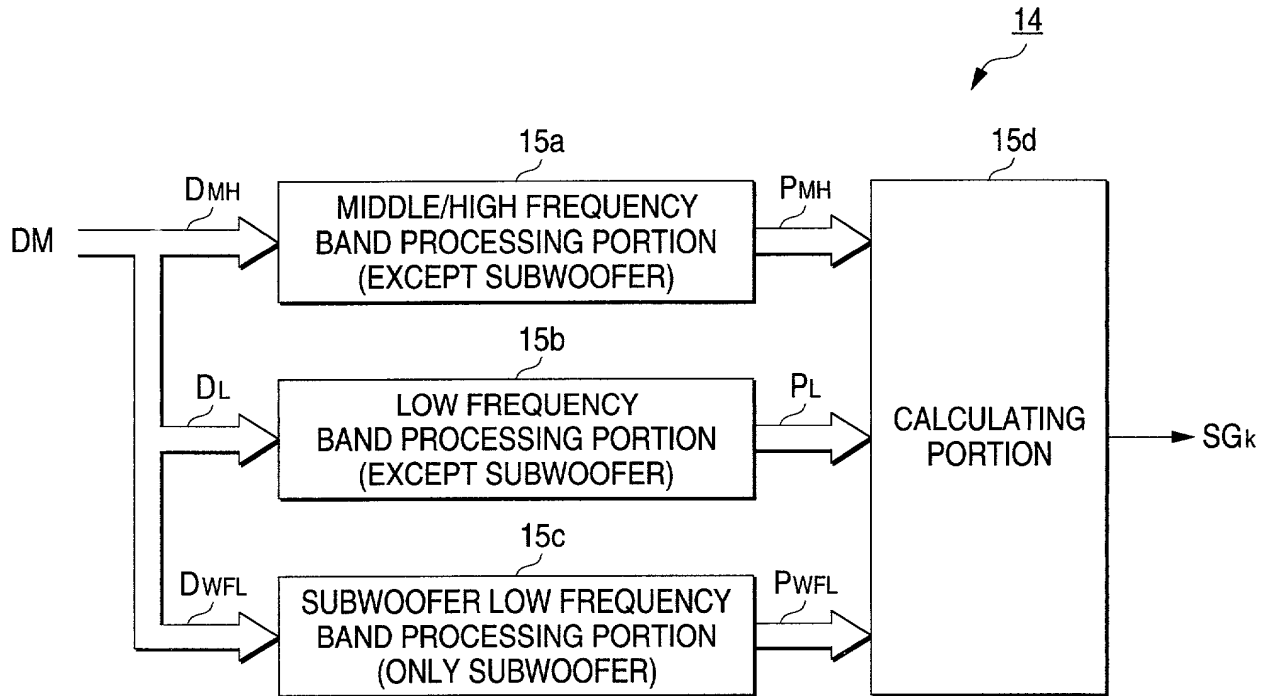 14
15a
15d
DM
DMH
MIDDLE/HIGH FREQUENCY
BAND PROCESSING PORTION
(EXCEPT SUBWOOFER)
PMH
15b
DL
LOW FREQUENCY
BAND PROCESSING PORTION
(EXCEPT SUBWOOFER)
PL
CALCULATING
PORTION
SGk
15c
DWFL
SUBWOOFER LOW FREQUENCY
BAND PROCESSING PORTION
(ONLY SUBWOOFER)
PWFL